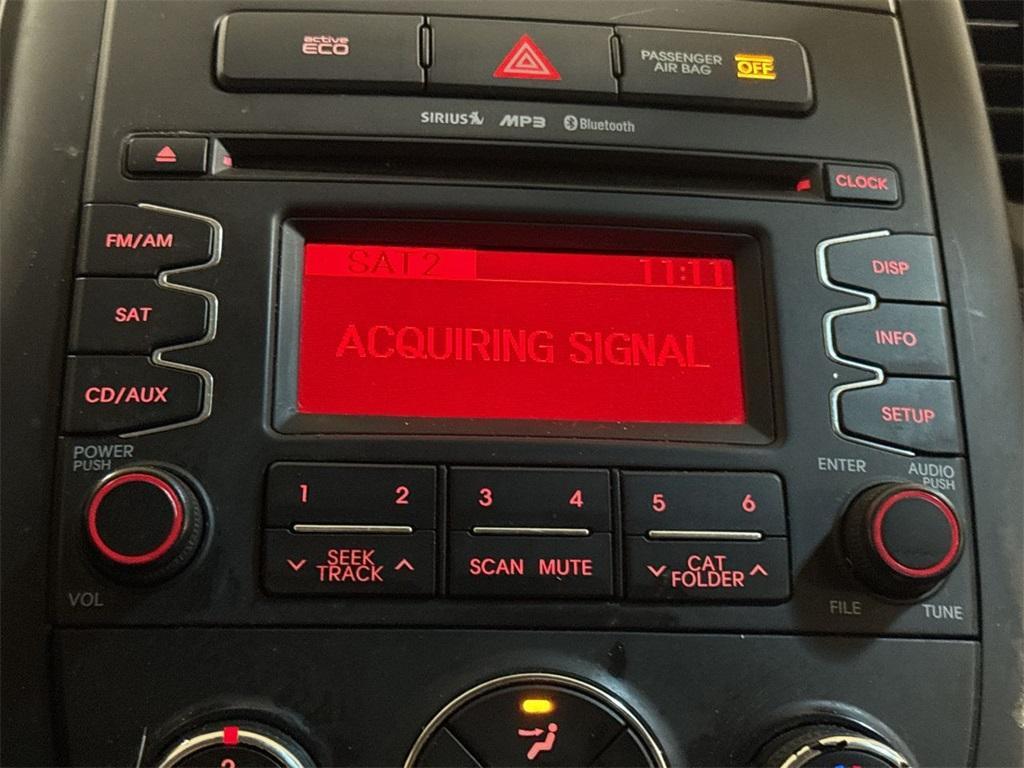 active
ECO
PASSENGER
AIR BAG
OFF
SIRIUS MP3 Bluetooth
CLOCK
FM/AM
SAT2 11:11
DISP
SAT
ACQUIRING SIGNAL
INFO
CD/AUX
SETUP
POWER
PUSH
ENTER
AUDIO
PUSH
1 2 3 4 5 6
SEEK
TRACK
SCAN MUTE
CAT
FOLDER
VOL
FILE TUNE